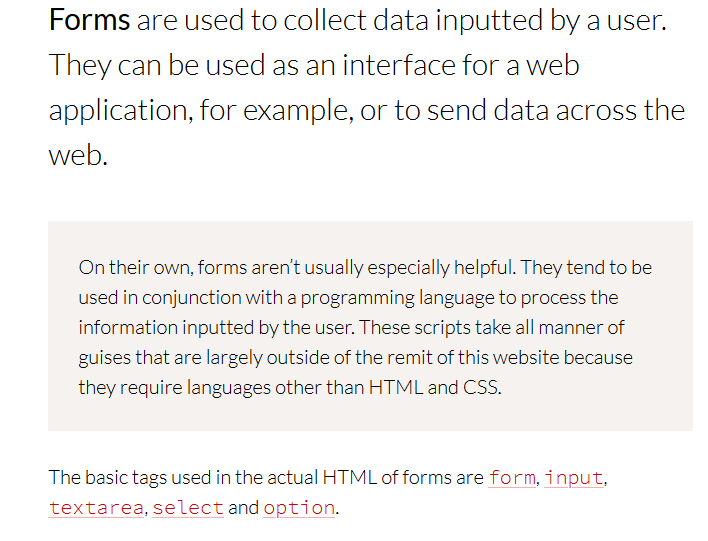 Forms are used to collect data inputted by a user.
They can be used as an interface for a web
application, for example, or to send data across the
web.
On their own, forms aren’t usually especially helpful. They tend to be
used in conjunction with a programming language to process the
information inputted by the user. These scripts take all manner of
guises that are largely outside of the remit of this website because
they require languages other than HTML and CSS.
The basic tags used in the actual HTML of forms are form, input,
textarea, select and option.